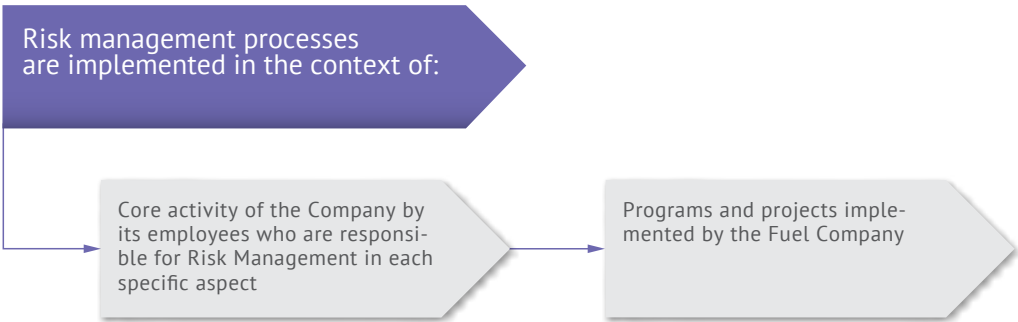 Risk management processes
are implemented in the context of:
Core activity of the Company by
its employees who are responsi-
ble for Risk Management in each
specific aspect
Programs and projects imple-
mented by the Fuel Company